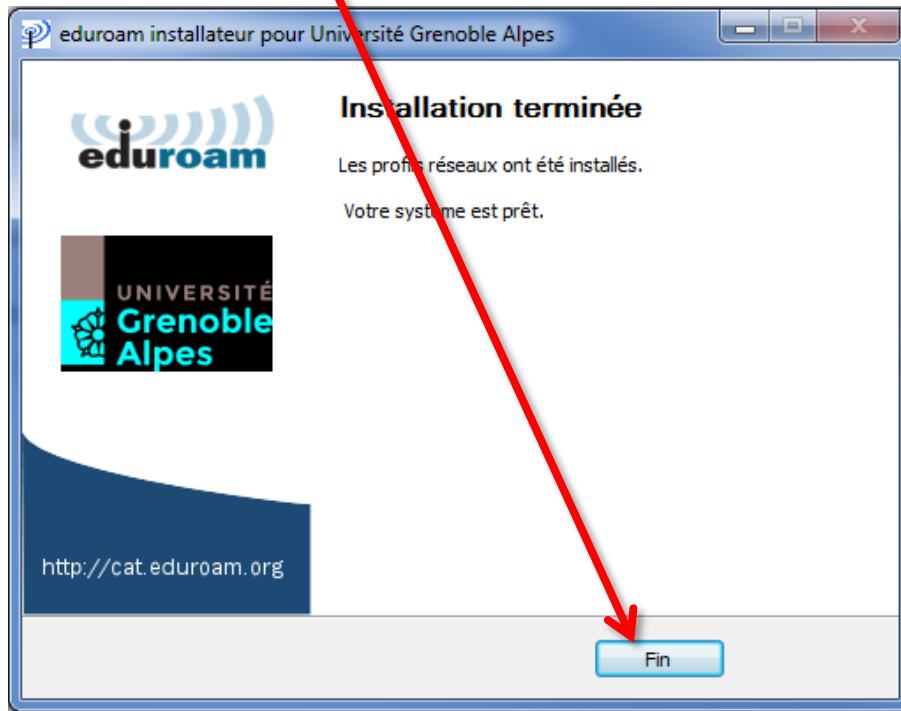 eduroam installateur pour Université Grenoble Alpes
eduroam
Installation terminée
Les profils réseaux ont été installés.
Votre système est prêt.
UNIVERSITÉ
Grenoble
Alpes
http://cat.eduroam.org
Fin